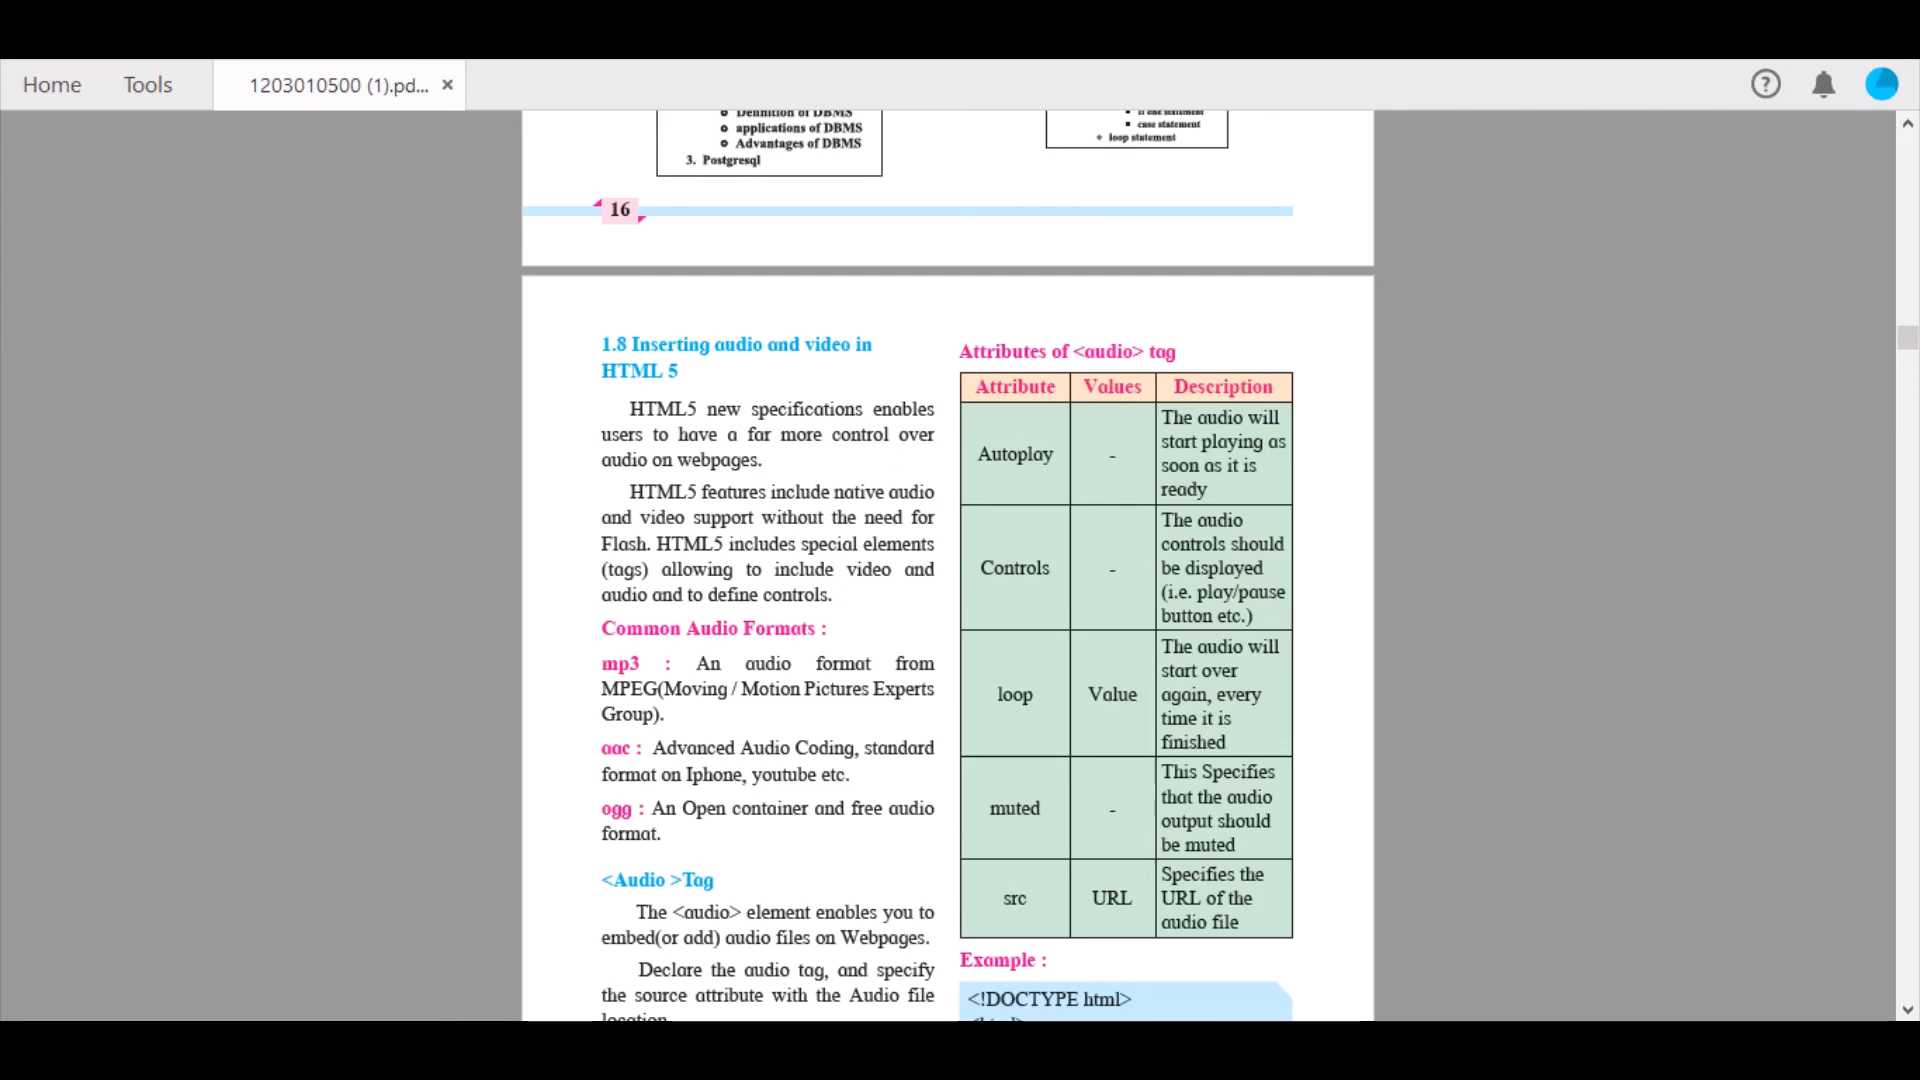 Home
Tools
1203010500 (1).pd...
Definition of DBMS
applications of DBMS
Advantages of DBMS
3. Postgresql
case statement
loop statement
16
1.8 Inserting audio and video in
HTML 5
HTML5 new specifications enables
users to have a far more control over
audio on webpages.
HTML5 features include native audio
and video support without the need for
Flash. HTML5 includes special elements
(tags) allowing to include video and
audio and to define controls.
Common Audio Formats :
mp3 : An audio format from
MPEG(Moving / Motion Pictures Experts
Group).
aac : Advanced Audio Coding, standard
format on Iphone, youtube etc.
ogg : An Open container and free audio
format.
<Audio >Tag
The <audio> element enables you to
embed(or add) audio files on Webpages.
Declare the audio tag, and specify
the source attribute with the Audio file
location
Attributes of <audio> tag
Attribute Values Description
Autoplay - The audio will
start playing as
soon as it is
ready
Controls - The audio
controls should
be displayed
(i.e. play/pause
button etc.)
loop Value The audio will
start over
again, every
time it is
finished
muted - This Specifies
that the audio
output should
be muted
src URL Specifies the
URL of the
audio file
Example :
<!DOCTYPE html>